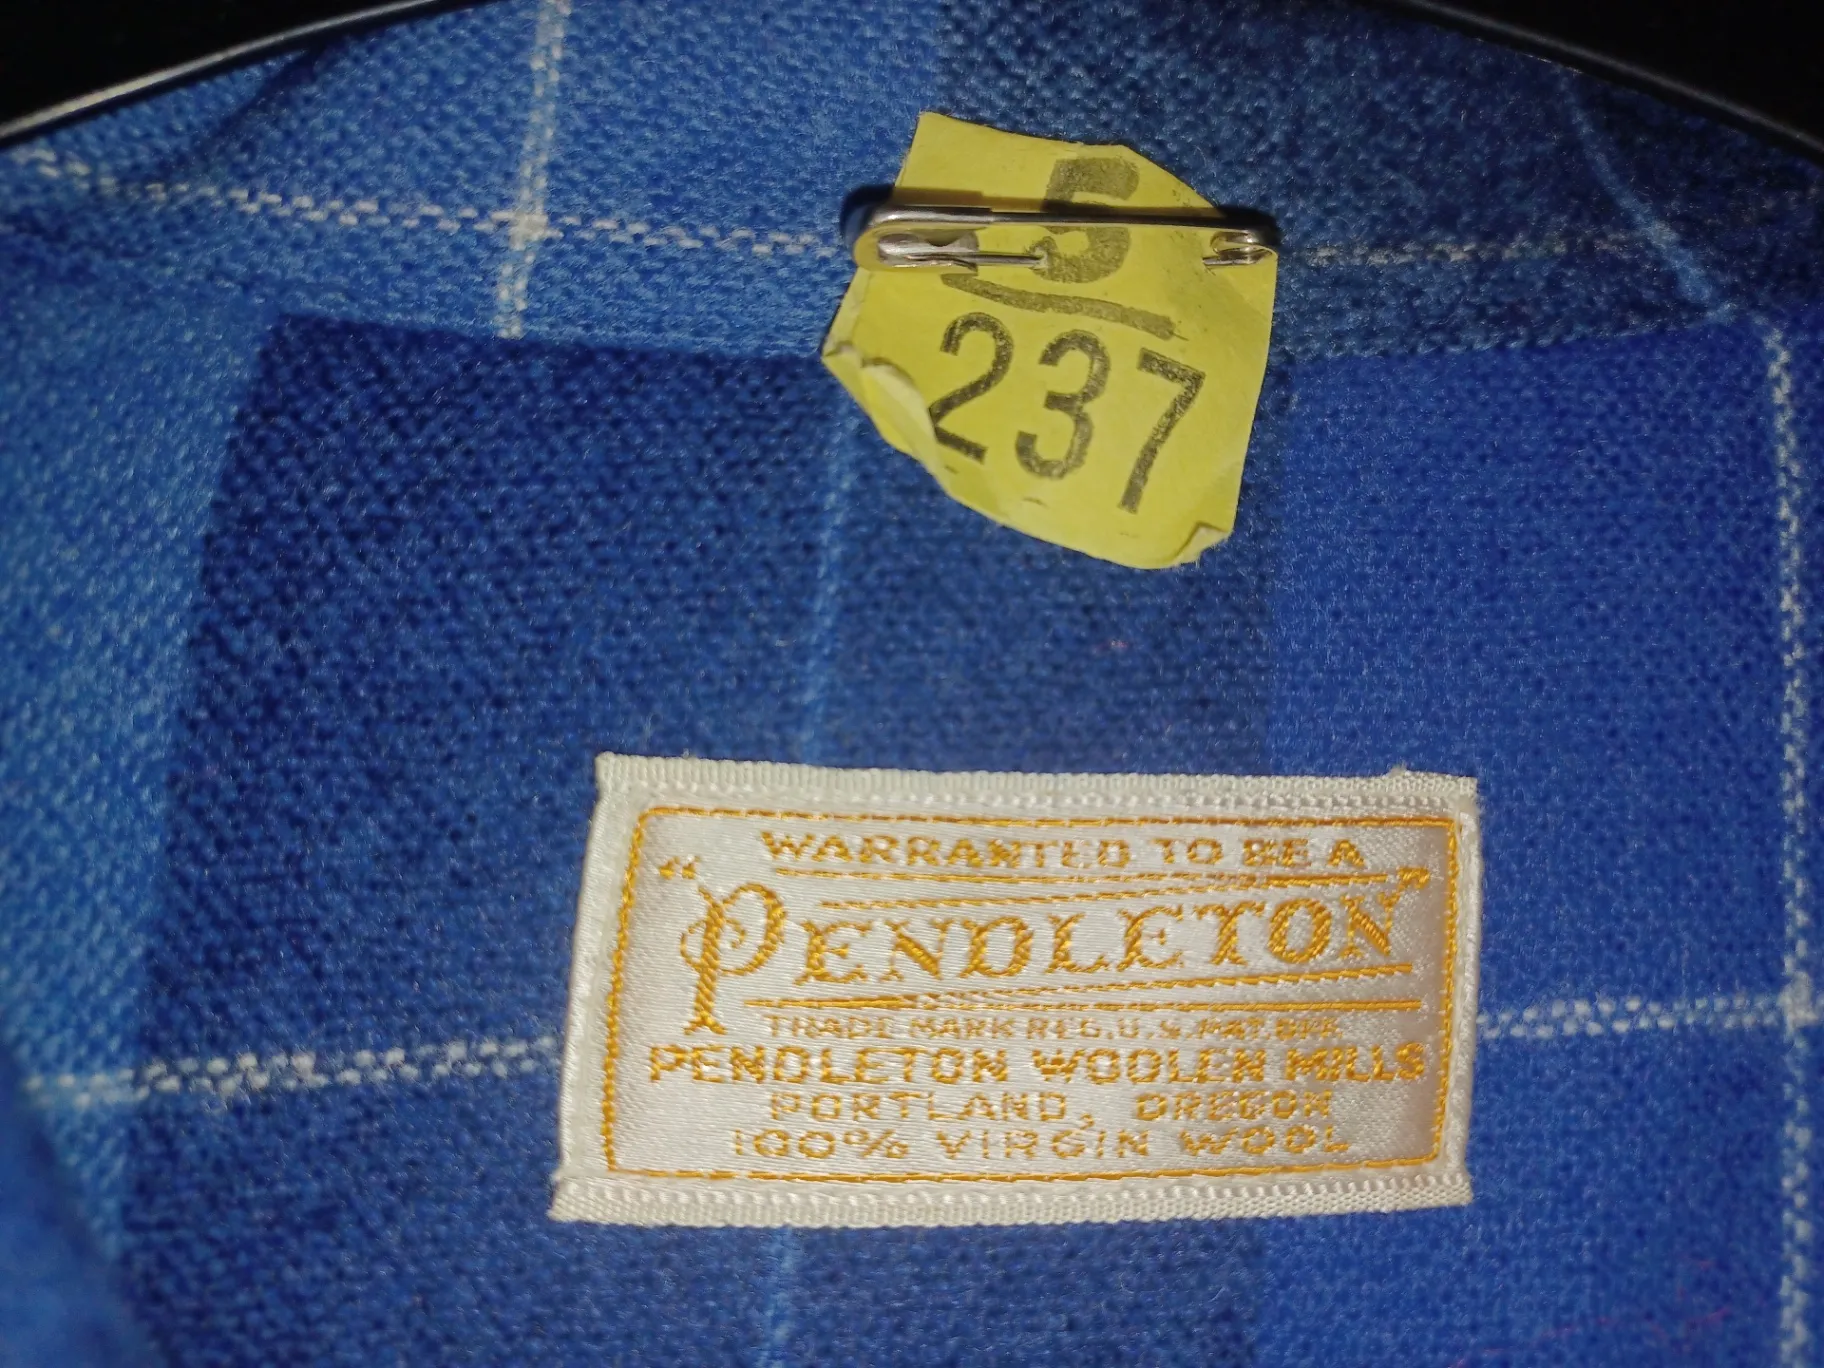 5
237
WARRANTED TO BE A
"PENDLETON"
TRADE MARK REG. U.S. PAT. OFF.
PENDLETON WOOLEN MILLS
PORTLAND, OREGON
100% VIRGIN WOOL